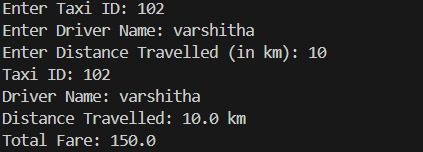 Enter Taxi ID: 102
Enter Driver Name: varshitha
Enter Distance Travelled (in km): 10
Taxi ID: 102
Driver Name: varshitha
Distance Travelled: 10.0 km
Total Fare: 150.0